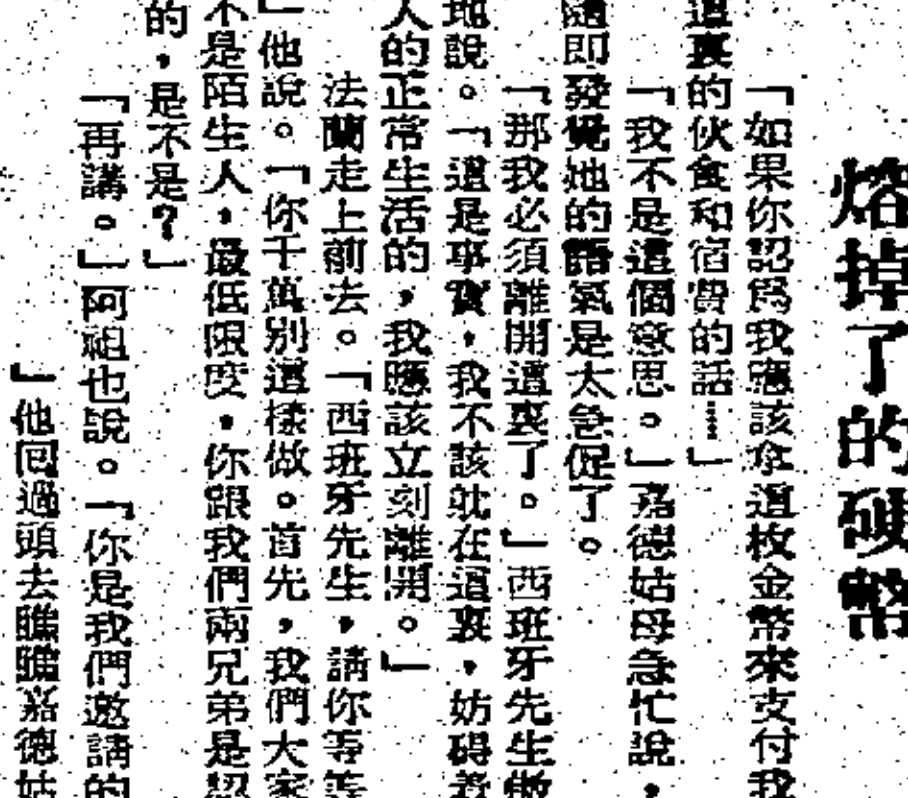 熔掉了的硬幣
「如果你認爲我應該拿這枚金幣來支付我
這裏的伙食和宿費的話……」
「我不是這個意思。」嘉德姑母急忙說，
隨即發覺她的語氣是太急促了。
「那我必須離開這裏了。」西班牙先生傲
地說。「這是事實，我不該躭在這裏，妨碍着
人的正常生活的，我應該立刻離開。」
法蘭走上前去。「西班牙先生，請你等等
」他說。「你千萬別這樣做。首先，我們大家
不是陌生人，最低限度，你跟我們兩兄弟是認
的，是不是？」
「再講。」阿祖也說。「你是我們邀請的
」他回過頭去瞧瞧嘉德姑